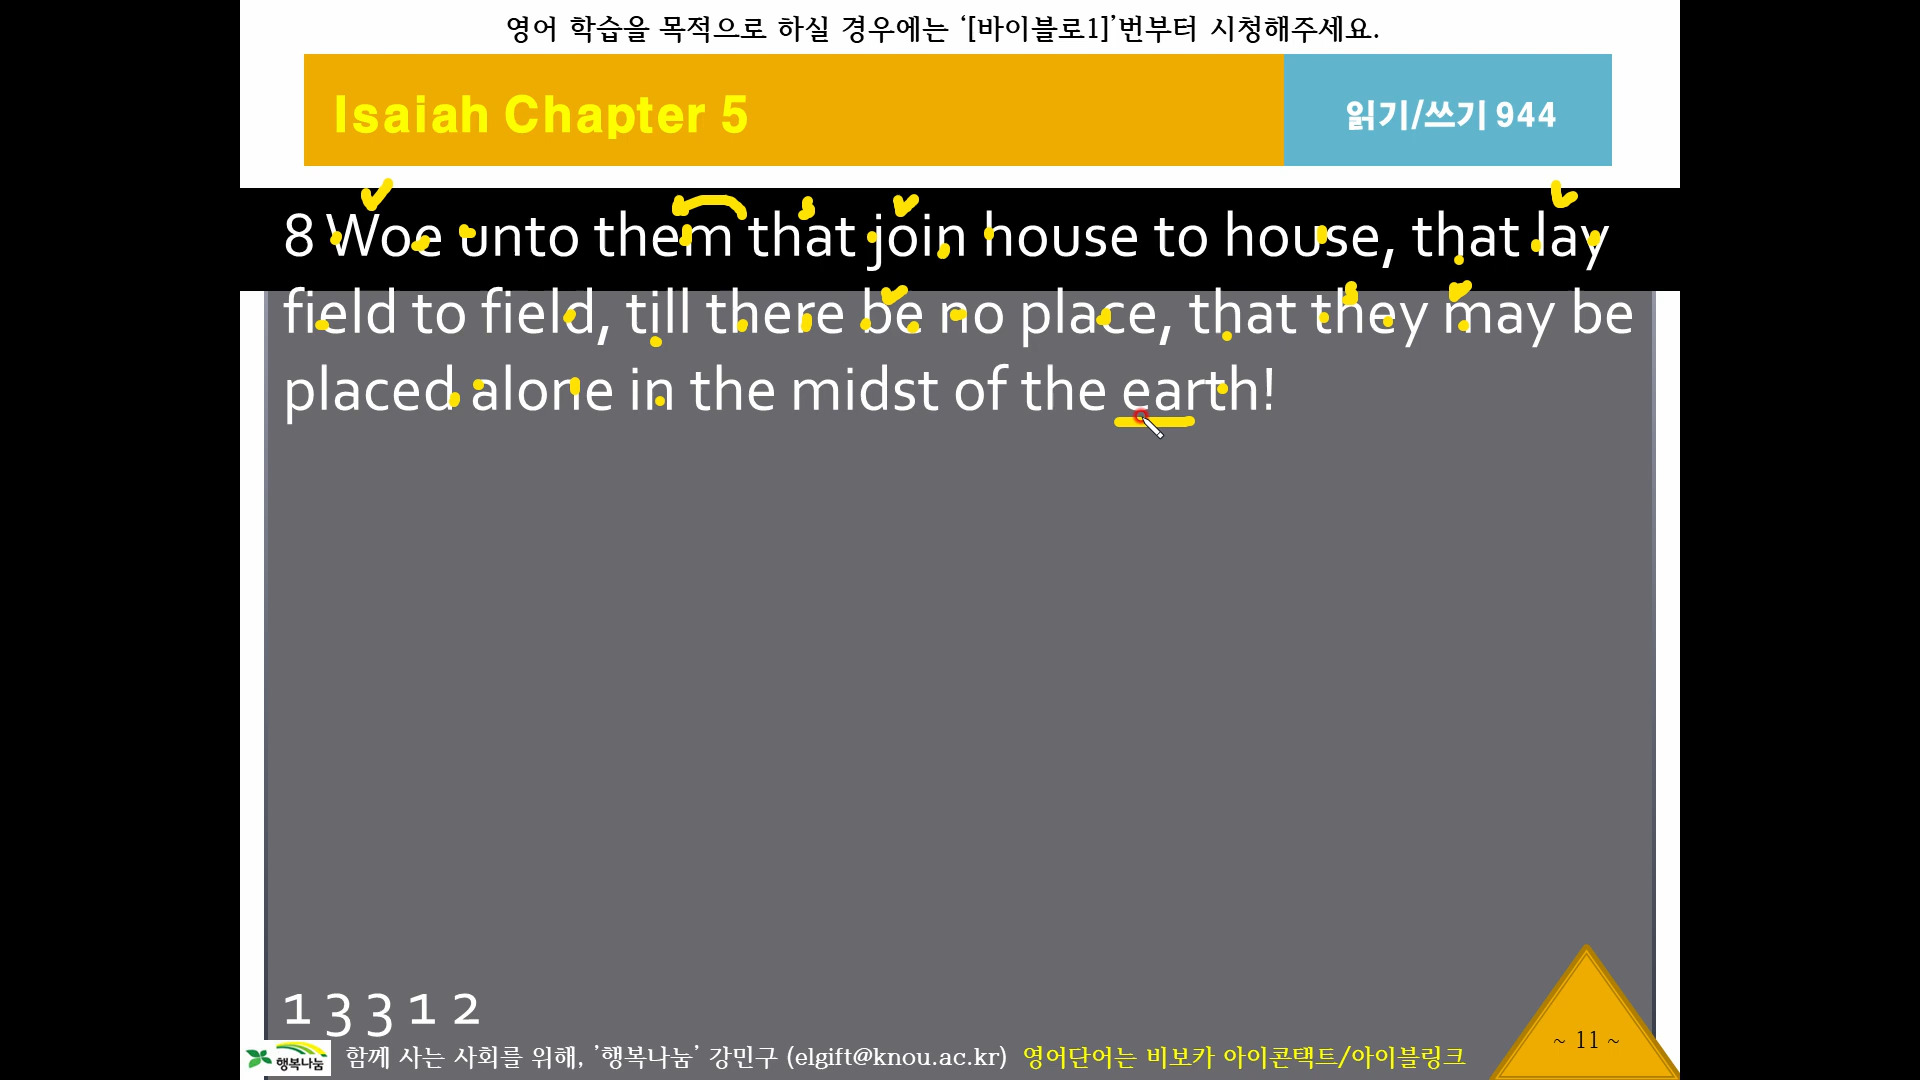 영어 학습을 목적으로 하실 경우에는 ‘[바이블로1]’번부터 시청해주세요.
Isaiah Chapter 5
읽기/쓰기 944
8 Woe unto them that join house to house, that lay
field to field, till there be no place, that they may be
placed alone in the midst of the earth!
1 3 3 1 2
~ 11 ~
행복나눔
함께 사는 사회를 위해, ’행복나눔’ 강민구 (elgift@knou.ac.kr) 영어단어는 비보카 아이콘택트/아이블링크